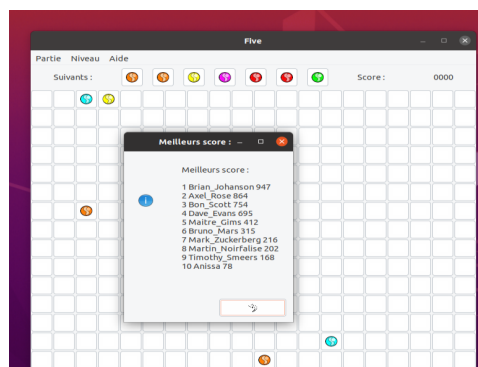 Five
Partie Niveau Aide
Suivants : Score : 0000
Meilleurs score :
Meilleurs score :
1 Brian_Johanson 947
2 Axel_Rose 864
3 Bon_Scott 754
4 Dave_Evans 695
5 Maitre_Gims 412
6 Bruno_Mars 315
7 Mark_Zuckerberg 216
8 Martin_Noirfalise 202
9 Timothy_Smeers 168
10 Anissa 78